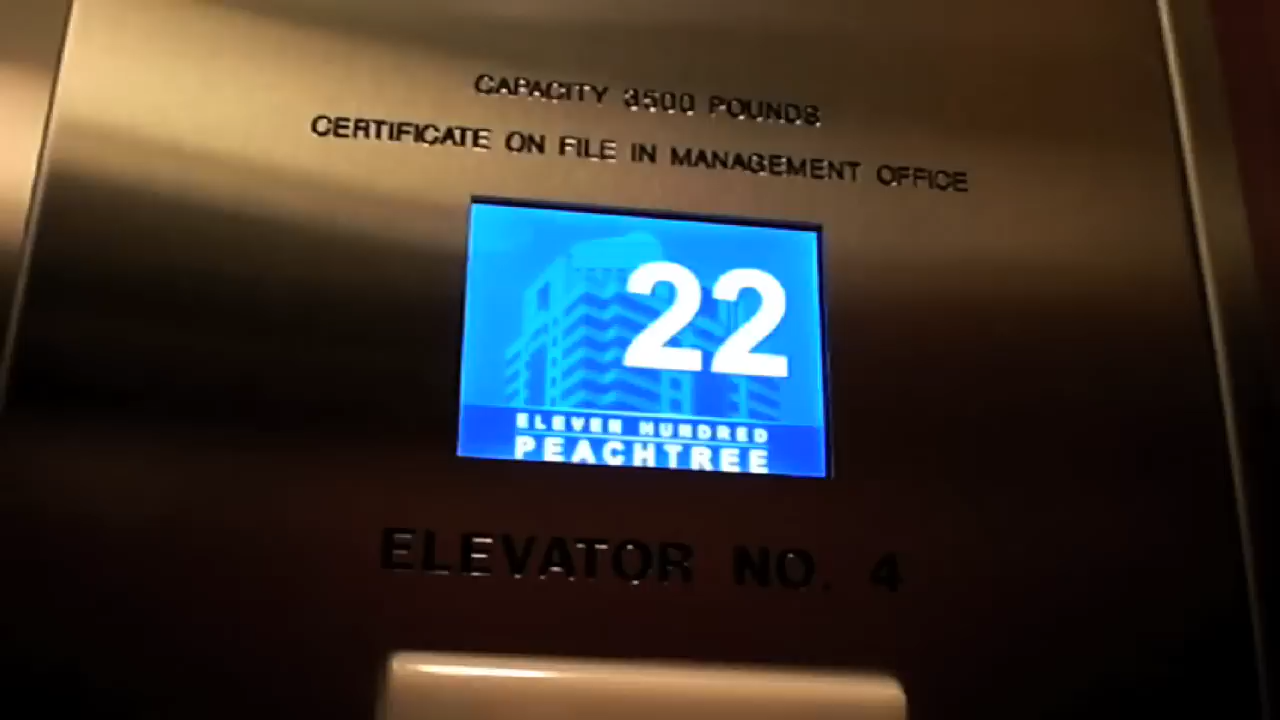 CAPACITY 3500 POUNDS
CERTIFICATE ON FILE IN MANAGEMENT OFFICE
22
ELEVEN HUNDRED
PEACHTREE
ELEVATOR NO. 4